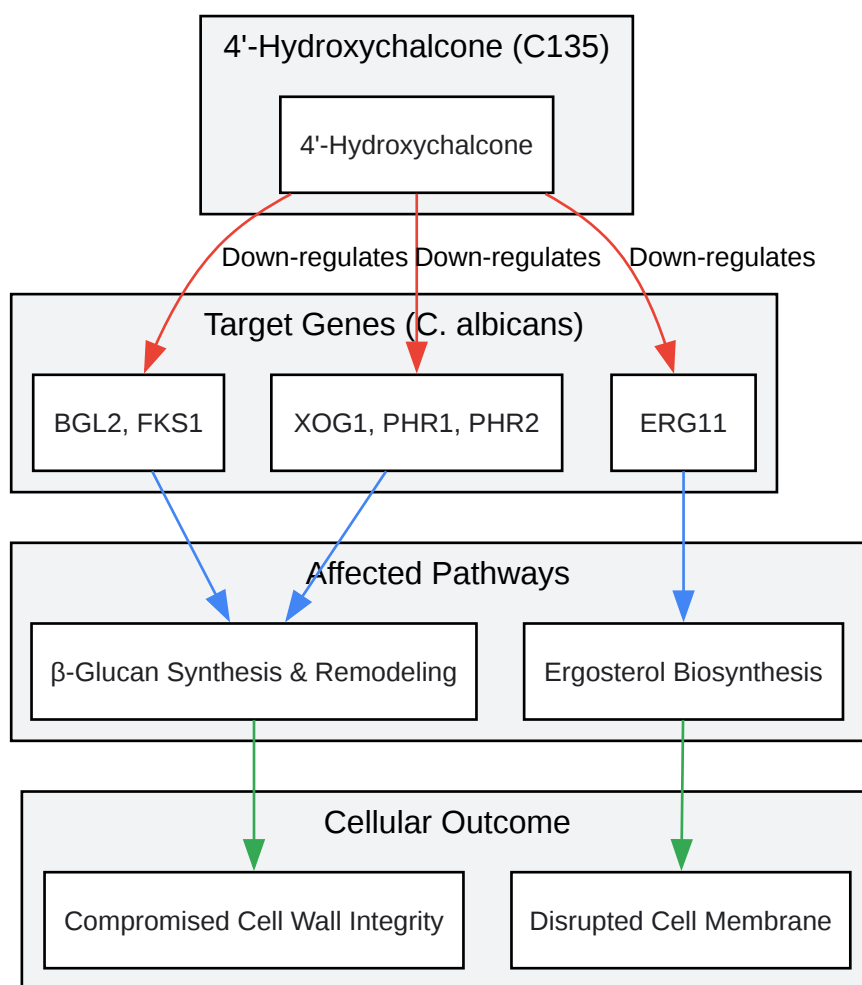 4'-Hydroxychalcone (C135)
4'-Hydroxychalcone
Down-regulates
Down-regulates
Down-regulates
Target Genes (C. albicans)
BGL2, FKS1
XOG1, PHR1, PHR2
ERG11
Affected Pathways
β-Glucan Synthesis & Remodeling
Ergosterol Biosynthesis
Cellular Outcome
Compromised Cell Wall Integrity
Disrupted Cell Membrane